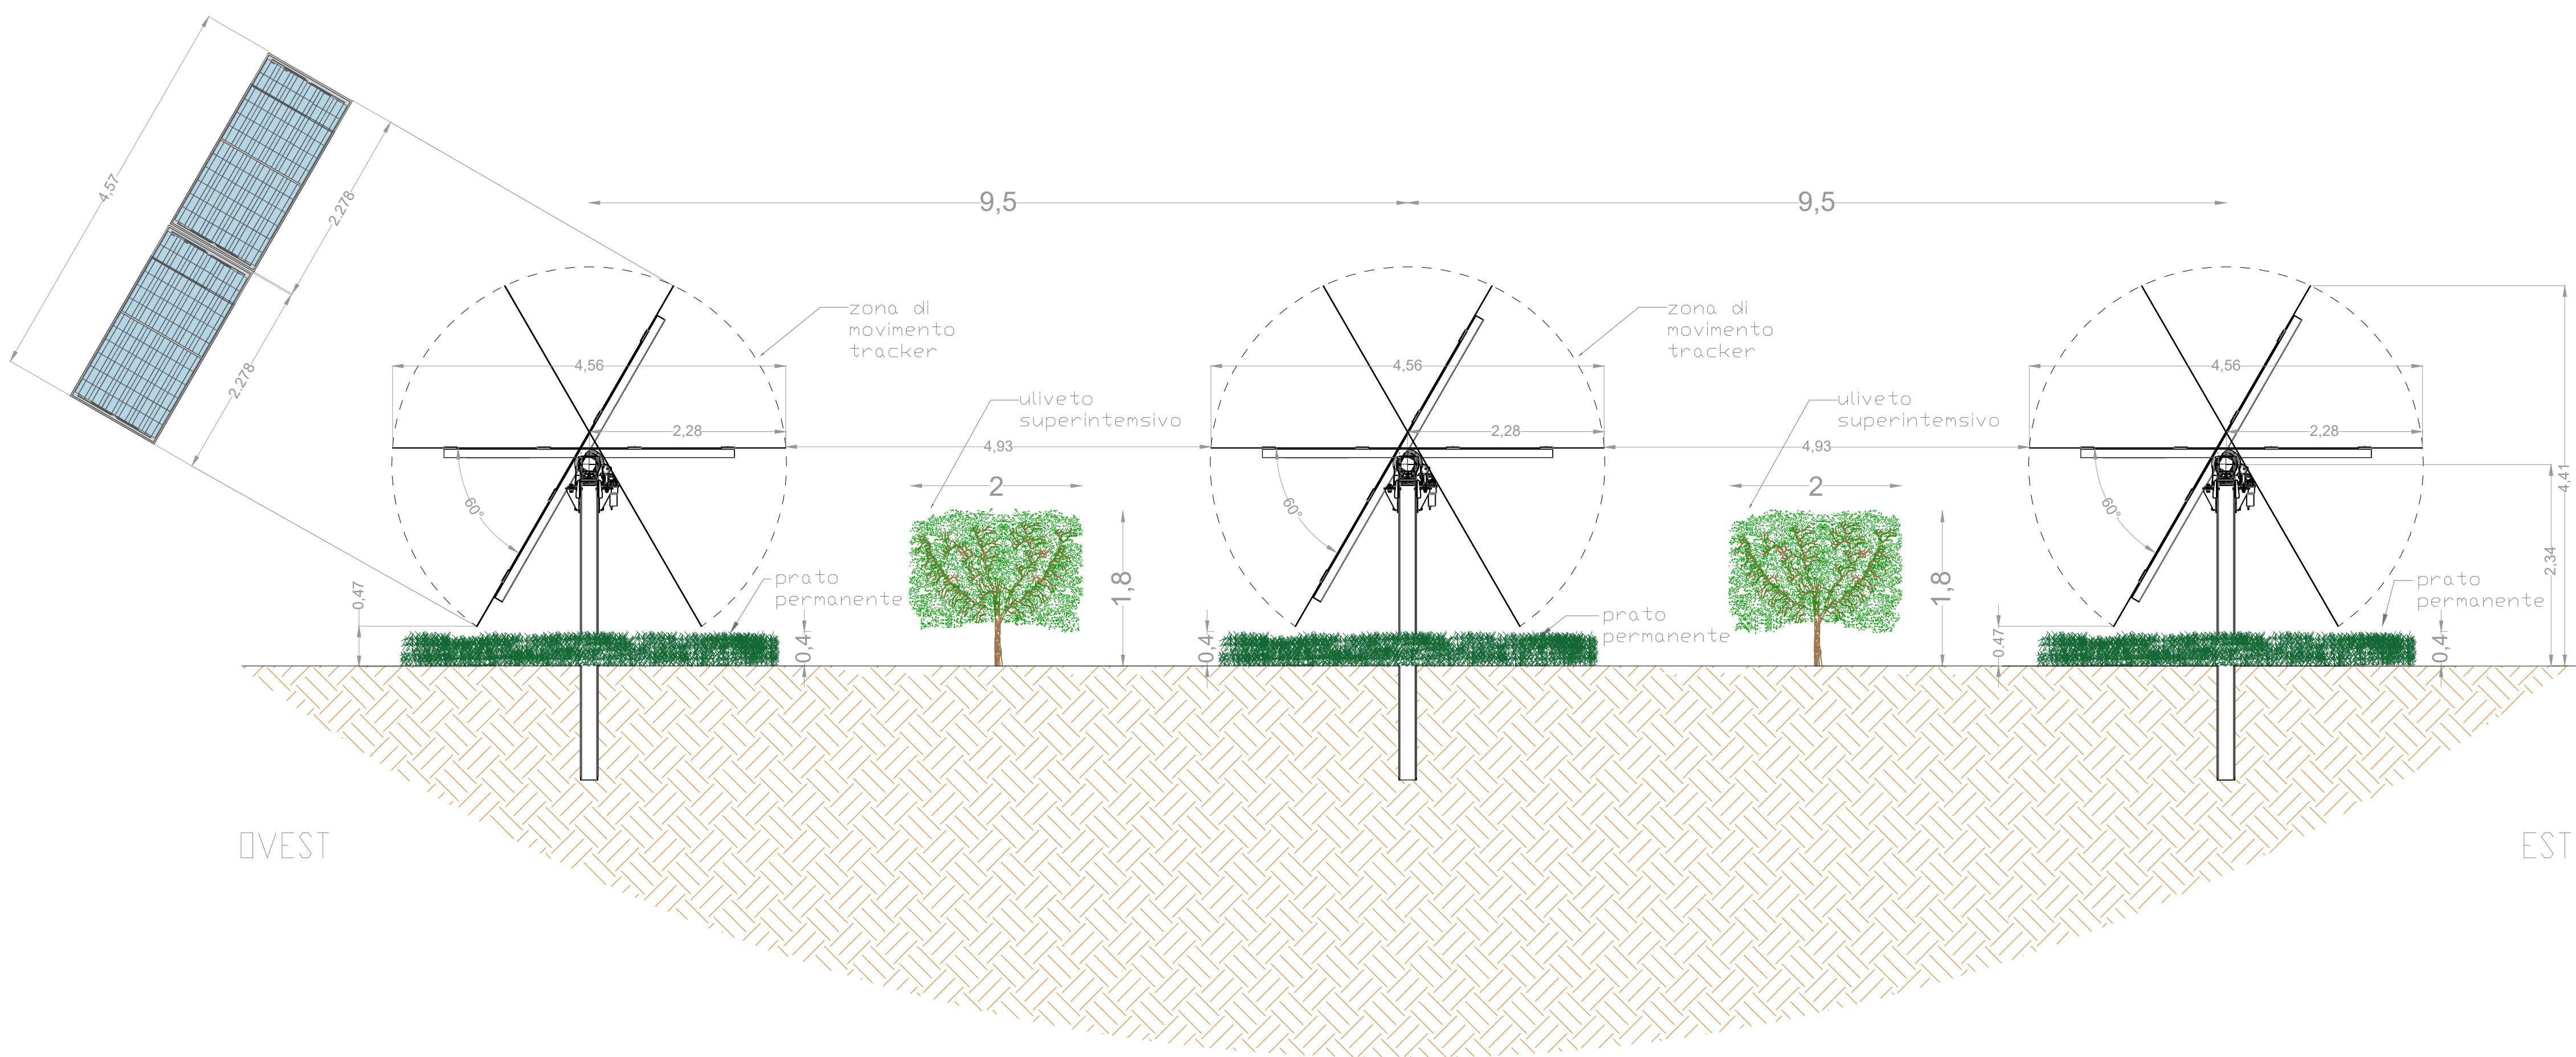 4,57
2.278
2.278
9,5
9,5
zona di
movimento
tracker
zona di
movimento
tracker
4,56
4,56
4,56
uliveto
superintemsivo
uliveto
superintemsivo
2,28
2,28
2,28
4,93
4,93
4,41
2
2
60°
60°
60°
2,34
1,8
1,8
0,47
prato
permanente
0,4
0,4
prato
permanente
0.47
prato
permanente
0,4
OVEST
EST